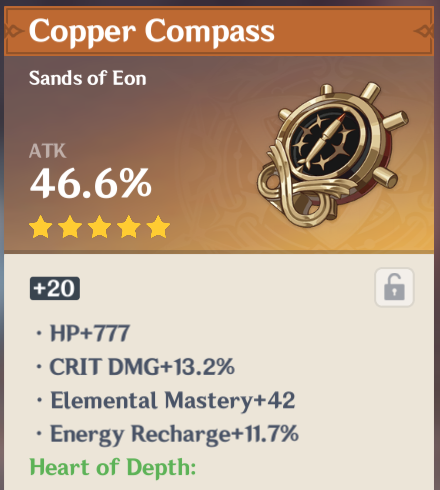 Copper Compass
Sands of Eon
ATK
46.6%
+20
· HP+777
· CRIT DMG+13.2%
· Elemental Mastery+42
· Energy Recharge+11.7%
Heart of Depth: